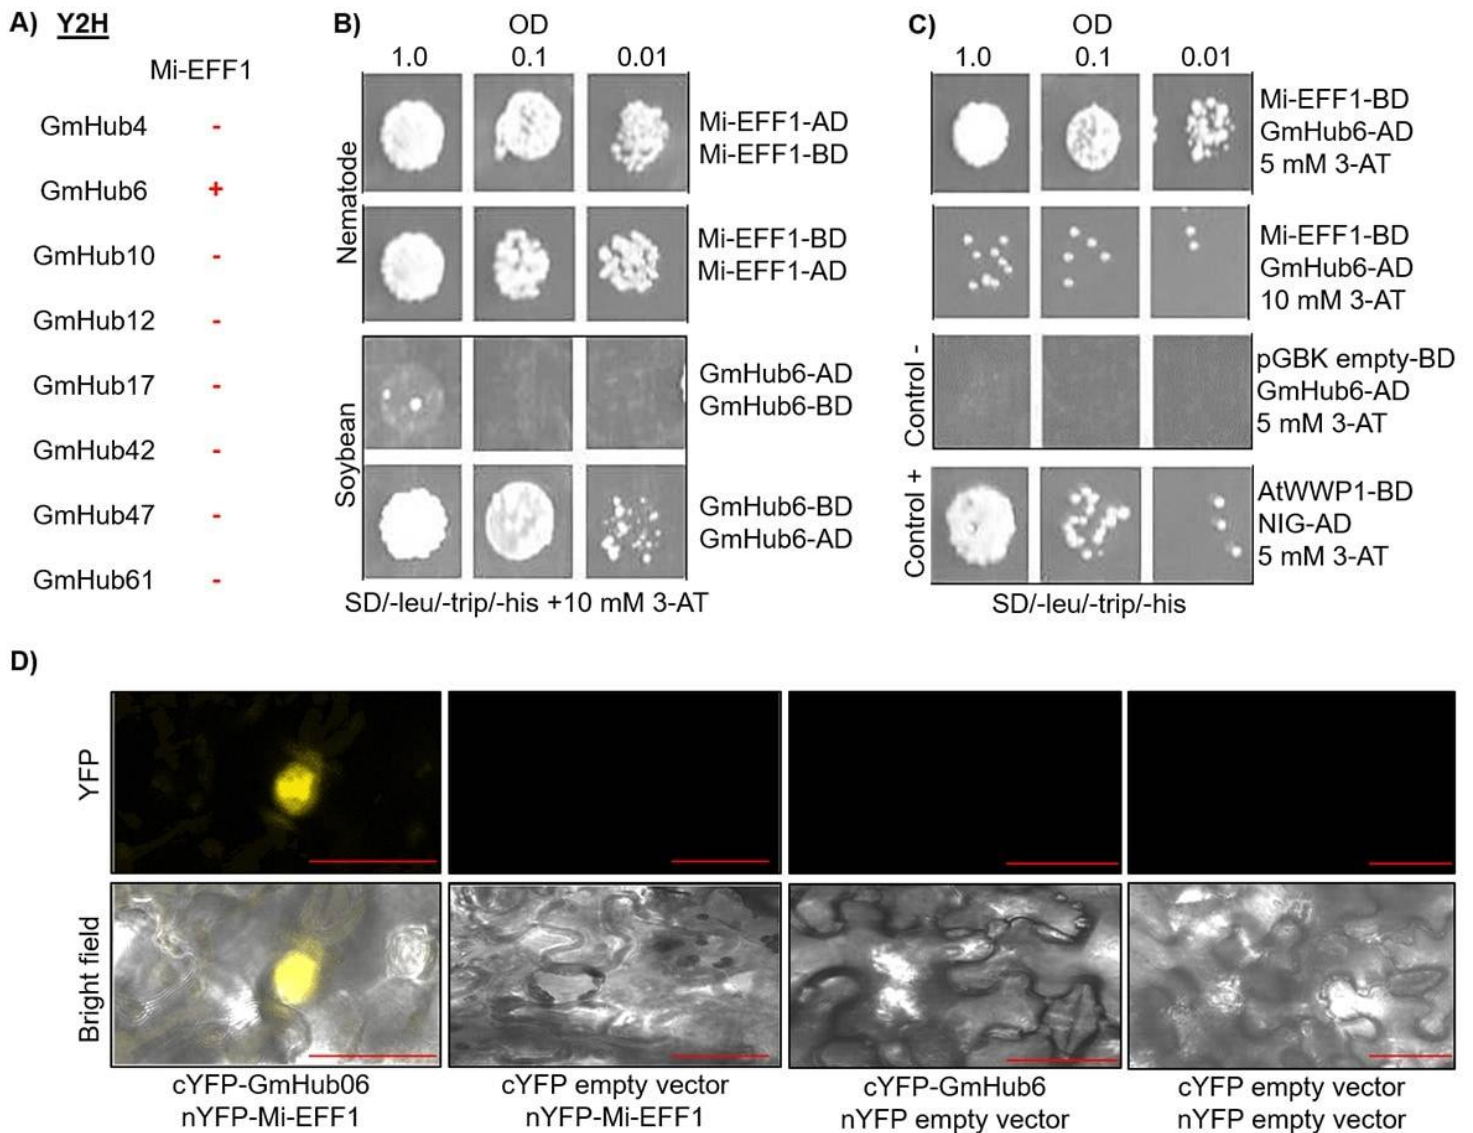 A) Y2H
Mi-EFF1
GmHub4 -
GmHub6 +
GmHub10 -
GmHub12 -
GmHub17 -
GmHub42 -
GmHub47 -
GmHub61 -
B) OD
1.0 0.1 0.01
Nematode
Mi-EFF1-AD
Mi-EFF1-BD
Mi-EFF1-BD
Mi-EFF1-AD
Soybean
GmHub6-AD
GmHub6-BD
GmHub6-BD
GmHub6-AD
SD/-leu/-trip/-his +10 mM 3-AT
C) OD
1.0 0.1 0.01
Mi-EFF1-BD
GmHub6-AD
5 mM 3-AT
Mi-EFF1-BD
GmHub6-AD
10 mM 3-AT
Control -
pGBK empty-BD
GmHub6-AD
5 mM 3-AT
Control +
AtWWP1-BD
NIG-AD
5 mM 3-AT
SD/-leu/-trip/-his
D)
YFP
Bright field
cYFP-GmHub06
nYFP-Mi-EFF1
cYFP empty vector
nYFP-Mi-EFF1
cYFP-GmHub6
nYFP empty vector
cYFP empty vector
nYFP empty vector